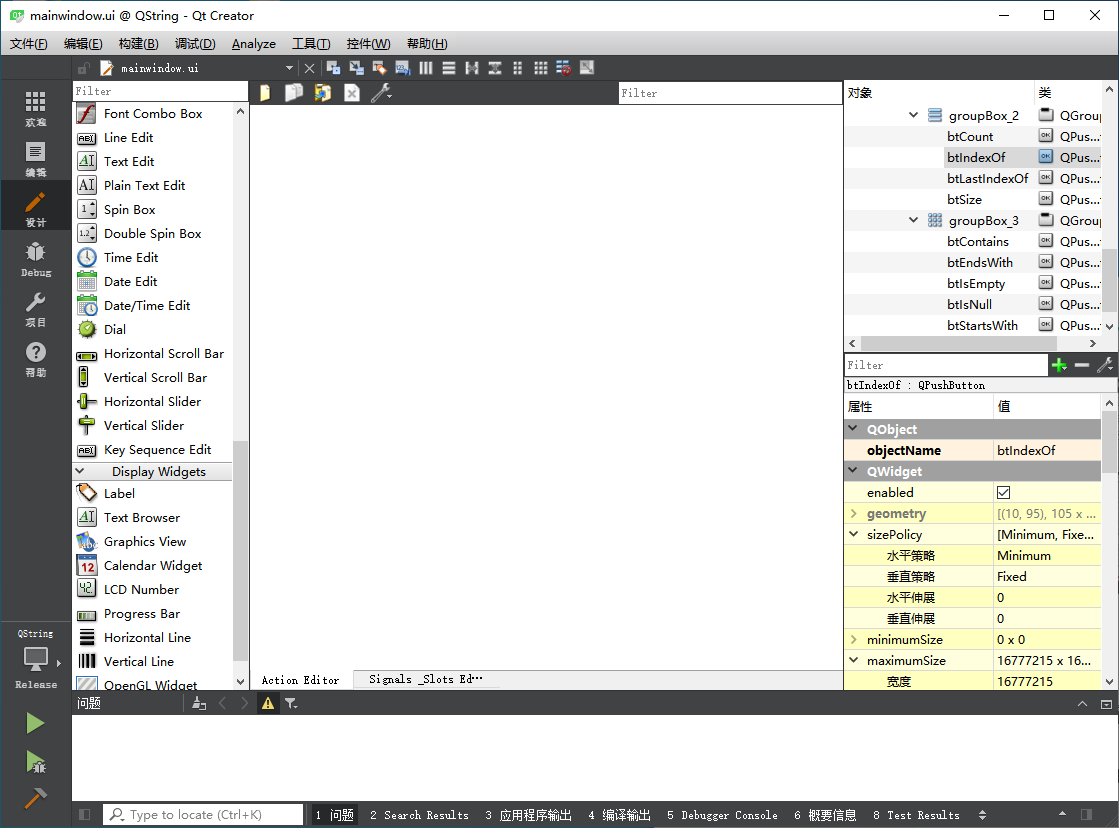 mainwindow.ui @ QString - Qt Creator
文件(F) 编辑(E) 构建(B) 调试(D) Analyze 工具(T) 控件(W) 帮助(H)
mainwindow.ui
欢迎
编辑
设计
Debug
项目
帮助
QString
Release
Filter
Font Combo Box
Line Edit
Text Edit
Plain Text Edit
Spin Box
Double Spin Box
Time Edit
Date Edit
Date/Time Edit
Dial
Horizontal Scroll Bar
Vertical Scroll Bar
Horizontal Slider
Vertical Slider
Key Sequence Edit
Display Widgets
Label
Text Browser
Graphics View
Calendar Widget
LCD Number
Progress Bar
Horizontal Line
Vertical Line
OpenGL Widget
Filter
Action Editor Signals _Slots Ed···
对象 类
groupBox_2 QGroup
btCount QPus...
btIndexOf QPus...
btLastIndexOf QPus...
btSize QPus...
groupBox_3 QGroup
btContains QPus...
btEndsWith QPus...
btIsEmpty QPus...
btIsNull QPus...
btStartsWith QPus...
Filter
btIndexOf : QPushButton
属性 值
QObject
objectName btIndexOf
QWidget
enabled
geometry [(10, 95), 105 x ...
sizePolicy [Minimum, Fixe...
水平策略 Minimum
垂直策略 Fixed
水平伸展 0
垂直伸展 0
minimumSize 0 x 0
maximumSize 16777215 x 16...
宽度 16777215
问题
Type to locate (Ctrl+K) 1 问题 2 Search Results 3 应用程序输出 4 编译输出 5 Debugger Console 6 概要信息 8 Test Results